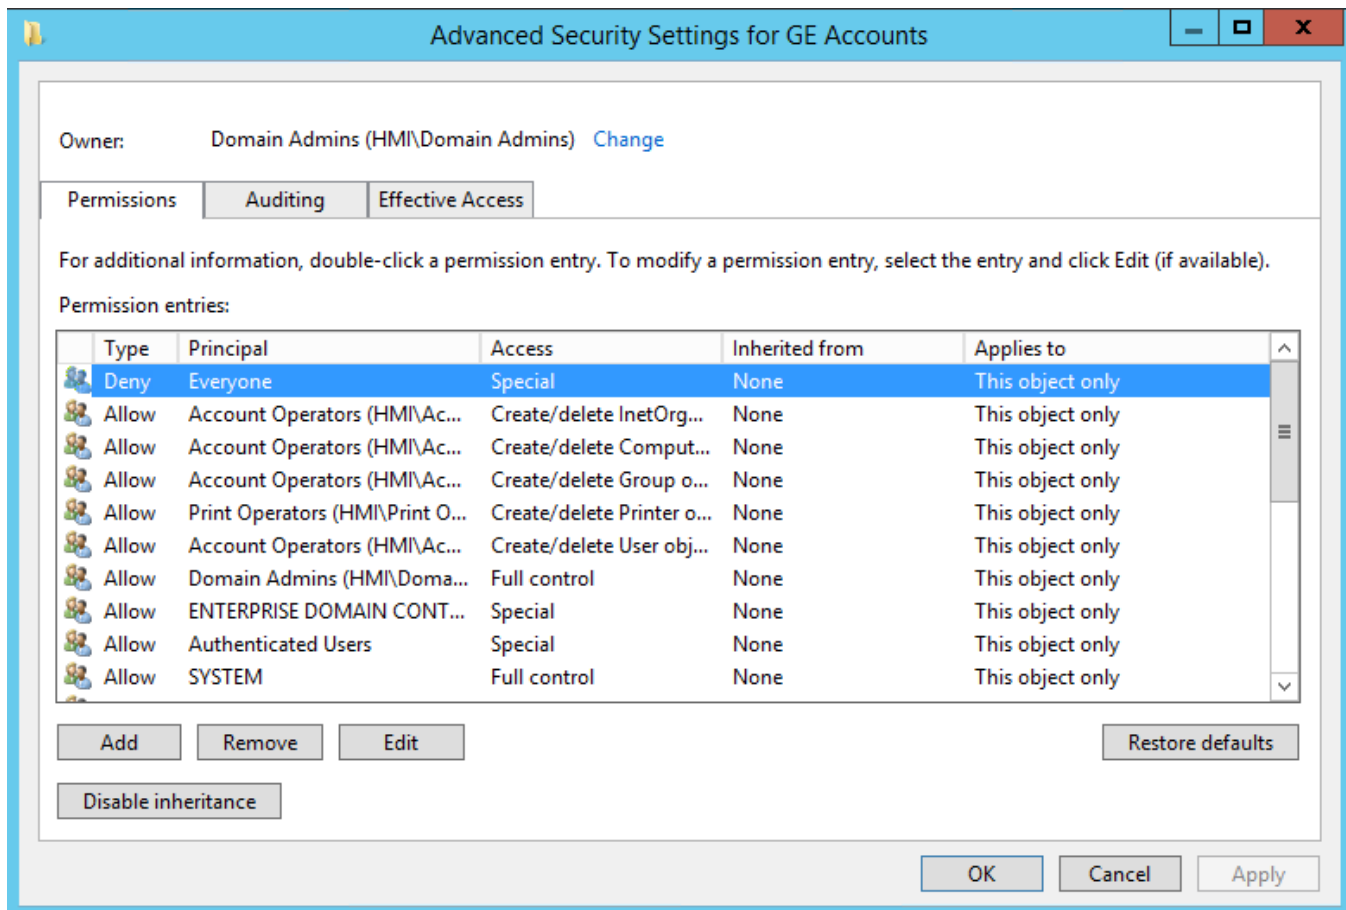 Advanced Security Settings for GE Accounts
Owner: Domain Admins (HMI\Domain Admins) Change
Permissions Auditing Effective Access
For additional information, double-click a permission entry. To modify a permission entry, select the entry and click Edit (if available).
Permission entries:
Type Principal Access Inherited from Applies to
Deny Everyone Special None This object only
Allow Account Operators (HMI\Ac... Create/delete InetOrg... None This object only
Allow Account Operators (HMI\Ac... Create/delete Comput... None This object only
Allow Account Operators (HMI\Ac... Create/delete Group o... None This object only
Allow Print Operators (HMI\Print O... Create/delete Printer o... None This object only
Allow Account Operators (HMI\Ac... Create/delete User obj... None This object only
Allow Domain Admins (HMI\Doma... Full control None This object only
Allow ENTERPRISE DOMAIN CONT... Special None This object only
Allow Authenticated Users Special None This object only
Allow SYSTEM Full control None This object only
Add Remove Edit Restore defaults
Disable inheritance
OK Cancel Apply